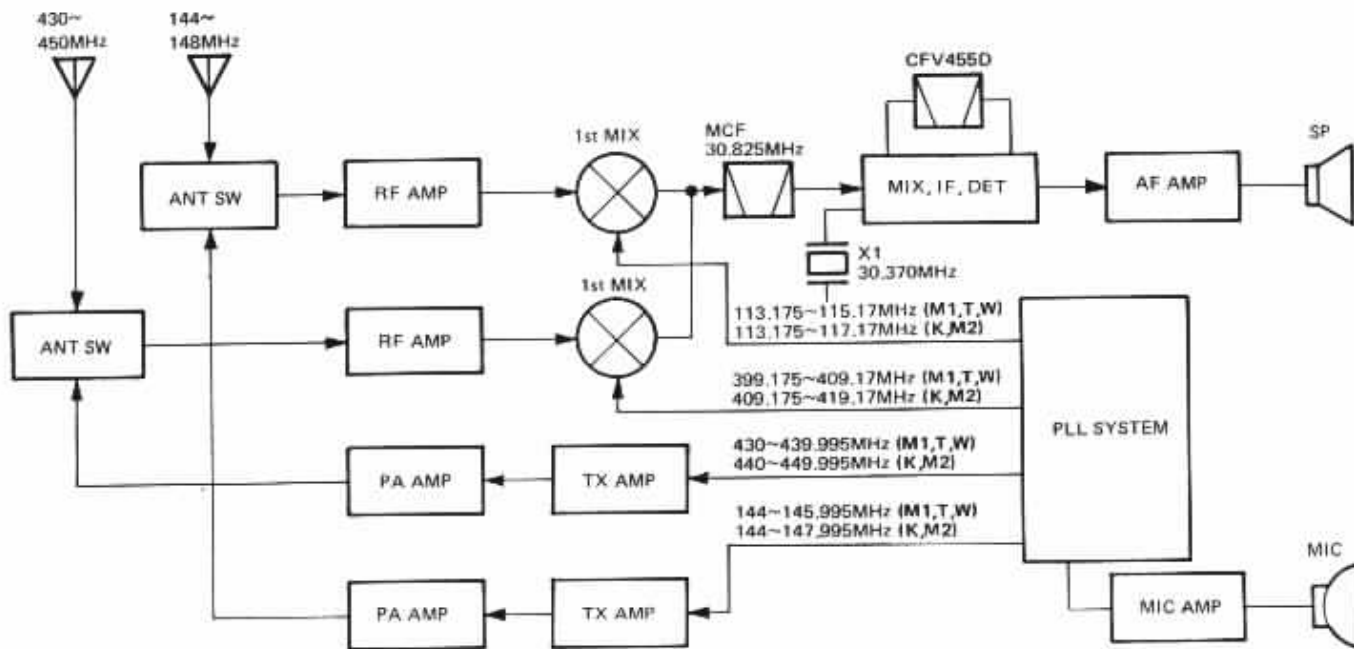 430~
450MHz
144~
148MHz
CFV455D
1st MIX
MCF
30.825MHz
SP
ANT SW
RF AMP
MIX, IF, DET
AF AMP
X1
30.370MHz
1st MIX
113.175~115.17MHz (M1,T,W)
113.175~117.17MHz (K,M2)
ANT SW
RF AMP
399.175~409.17MHz (M1,T,W)
409.175~419.17MHz (K,M2)
PLL SYSTEM
430~439.995MHz (M1,T,W)
440~449.995MHz (K,M2)
PA AMP
TX AMP
144~145.995MHz (M1,T,W)
144~147.995MHz (K,M2)
MIC
PA AMP
TX AMP
MIC AMP